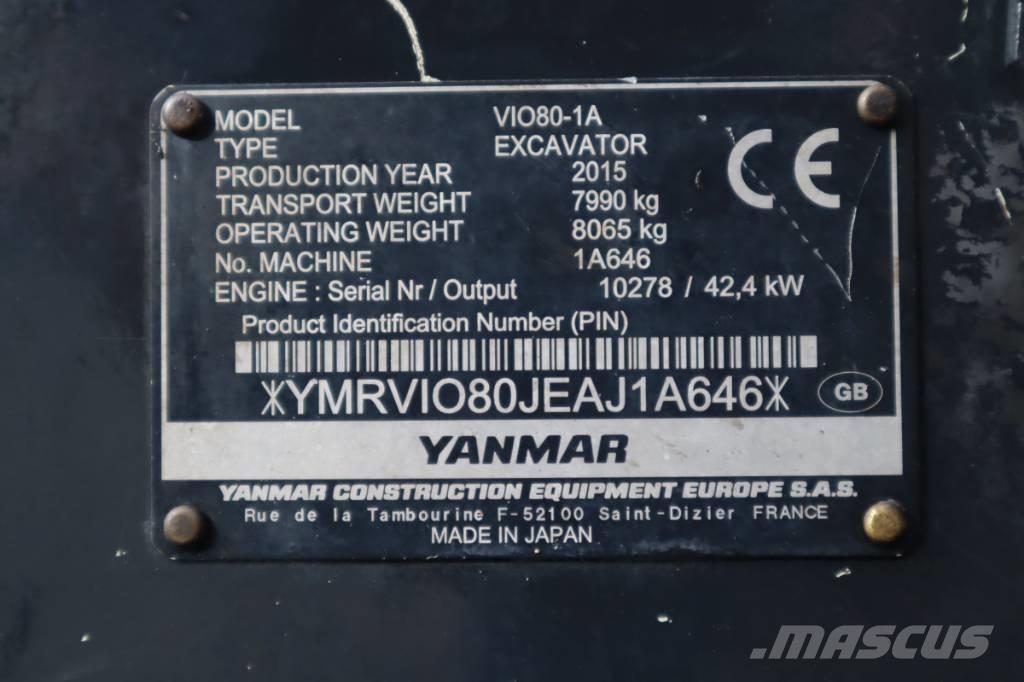 MODEL VIO80-1A
TYPE EXCAVATOR
PRODUCTION YEAR 2015
TRANSPORT WEIGHT 7990 kg
OPERATING WEIGHT 8065 kg
No. MACHINE 1A646
ENGINE : Serial Nr / Output 10278 / 42,4 kW
Product Identification Number (PIN)
*YMRVIO80JEAJ1A646*
CE
GB
YANMAR
YANMAR CONSTRUCTION EQUIPMENT EUROPE S.A.S.
Rue de la Tambourine F-52100 Saint-Dizier FRANCE
MADE IN JAPAN
MASCUS